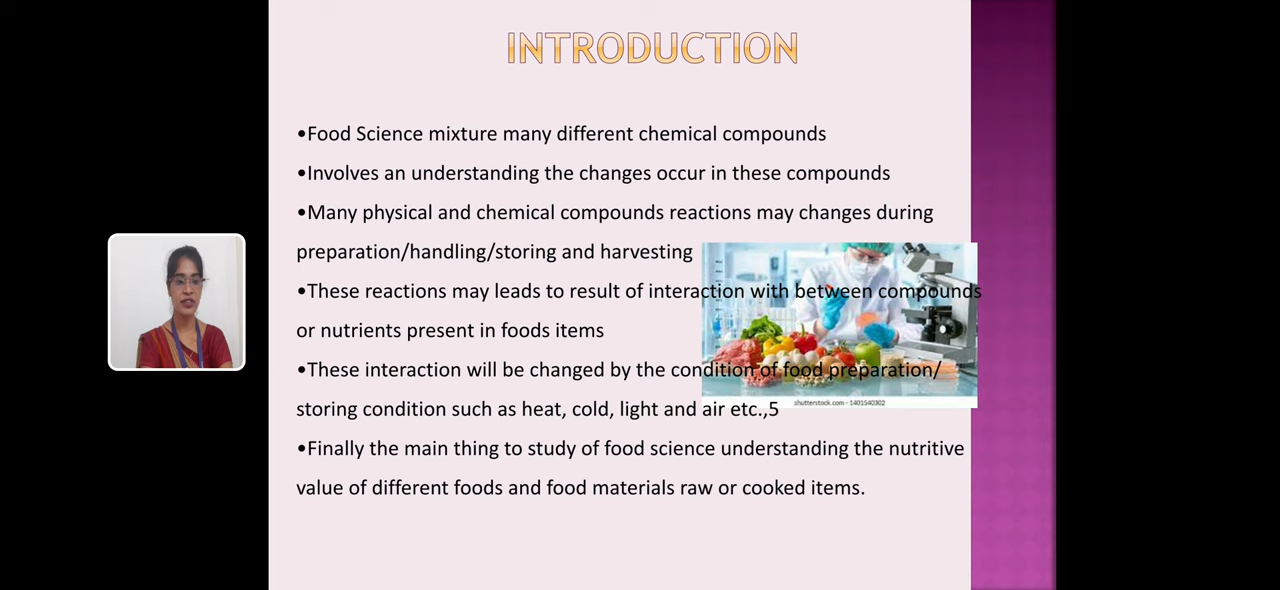 INTRODUCTION
•Food Science mixture many different chemical compounds
•Involves an understanding the changes occur in these compounds
•Many physical and chemical compounds reactions may changes during
preparation/handling/storing and harvesting
•These reactions may leads to result of interaction with between compounds
or nutrients present in foods items
•These interaction will be changed by the condition of food preparation/
storing condition such as heat, cold, light and air etc.,5
shutterstock.com · 1401540302
•Finally the main thing to study of food science understanding the nutritive
value of different foods and food materials raw or cooked items.